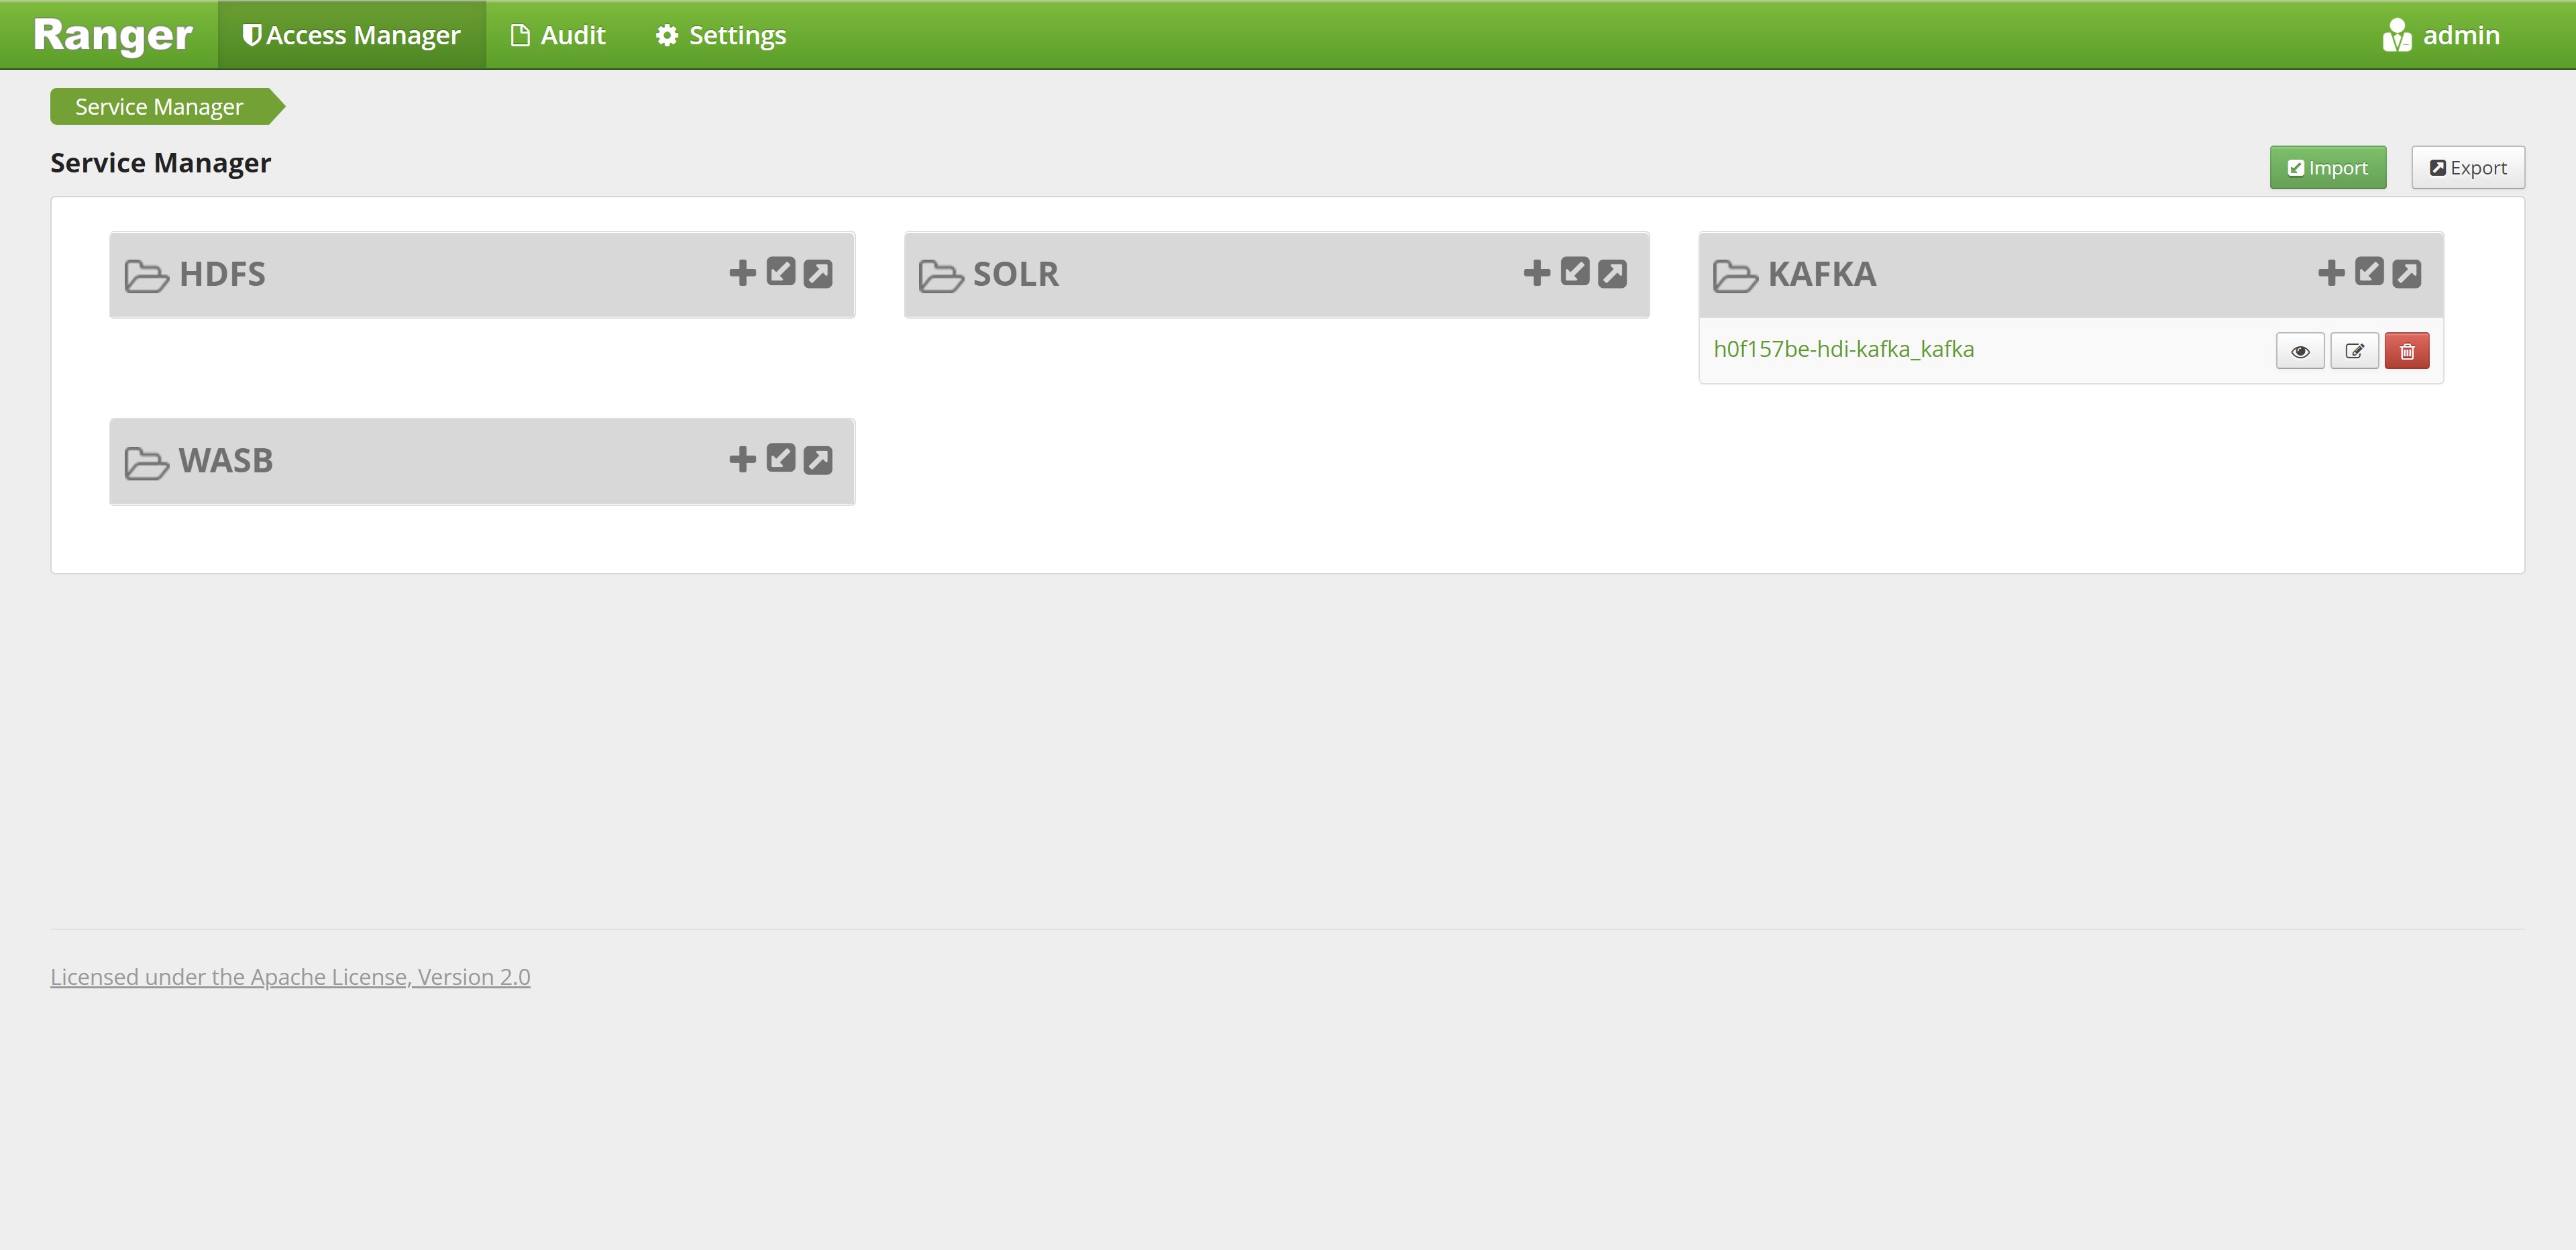 Ranger
Access Manager
Audit
Settings
admin
Service Manager
Service Manager
Import
Export
HDFS
SOLR
KAFKA
h0f157be-hdi-kafka_kafka
WASB
Licensed under the Apache License, Version 2.0